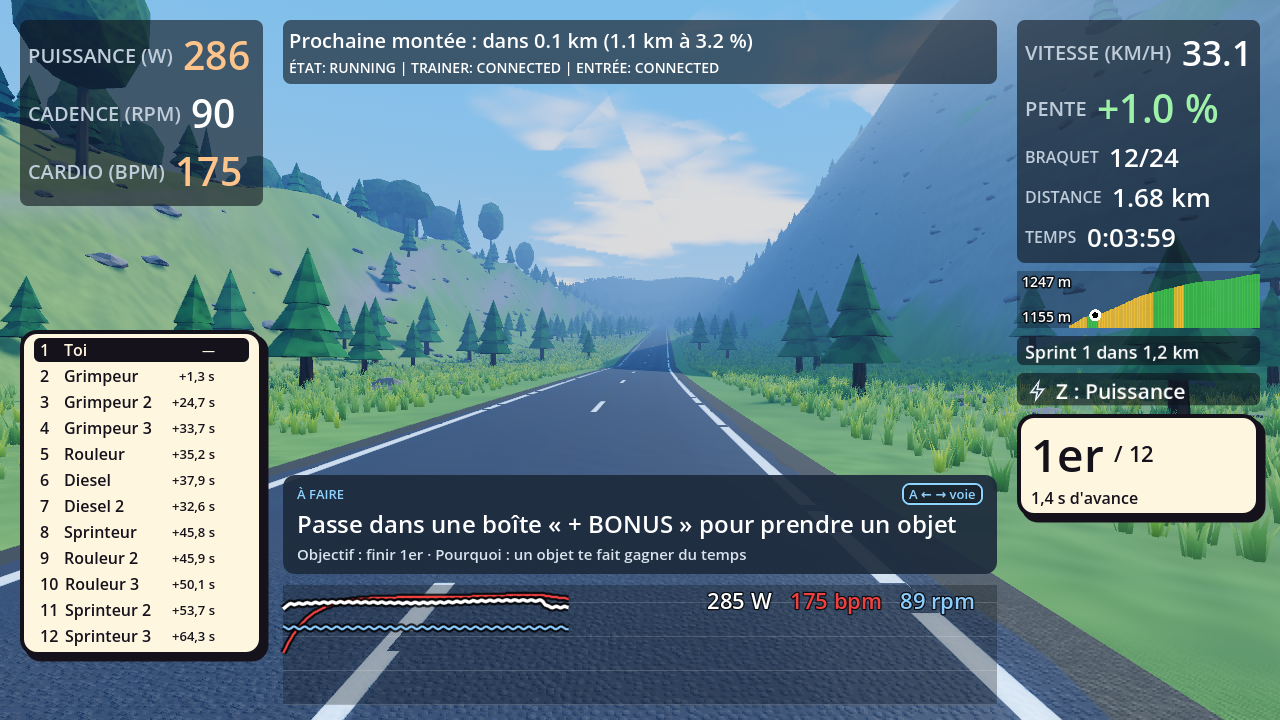 PUISSANCE (W) 286
CADENCE (RPM) 90
CARDIO (BPM) 175
Prochaine montée : dans 0.1 km (1.1 km à 3.2 %)
ÉTAT: RUNNING | TRAINER: CONNECTED | ENTRÉE: CONNECTED
VITESSE (KM/H) 33.1
PENTE +1.0 %
BRAQUET 12/24
DISTANCE 1.68 km
TEMPS 0:03:59
1247 m
1155 m
Sprint 1 dans 1,2 km
Z : Puissance
1er / 12
1,4 s d'avance
1 Toi —
2 Grimpeur +1,3 s
3 Grimpeur 2 +24,7 s
4 Grimpeur 3 +33,7 s
5 Rouleur +35,2 s
6 Diesel +37,9 s
7 Diesel 2 +32,6 s
8 Sprinteur +45,8 s
9 Rouleur 2 +45,9 s
10 Rouleur 3 +50,1 s
11 Sprinteur 2 +53,7 s
12 Sprinteur 3 +64,3 s
À FAIRE
A ← → voie
Passe dans une boîte « + BONUS » pour prendre un objet
Objectif : finir 1er · Pourquoi : un objet te fait gagner du temps
285 W 175 bpm 89 rpm